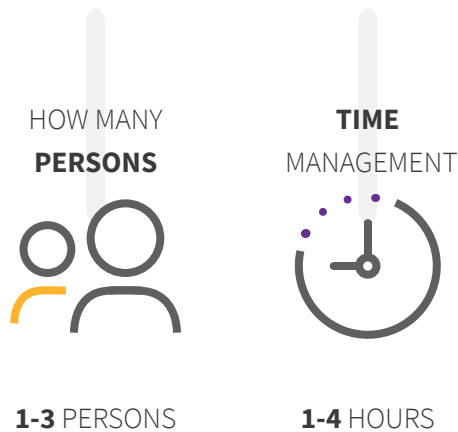 HOW MANY
PERSONS
1-3 PERSONS
TIME
MANAGEMENT
1-4 HOURS